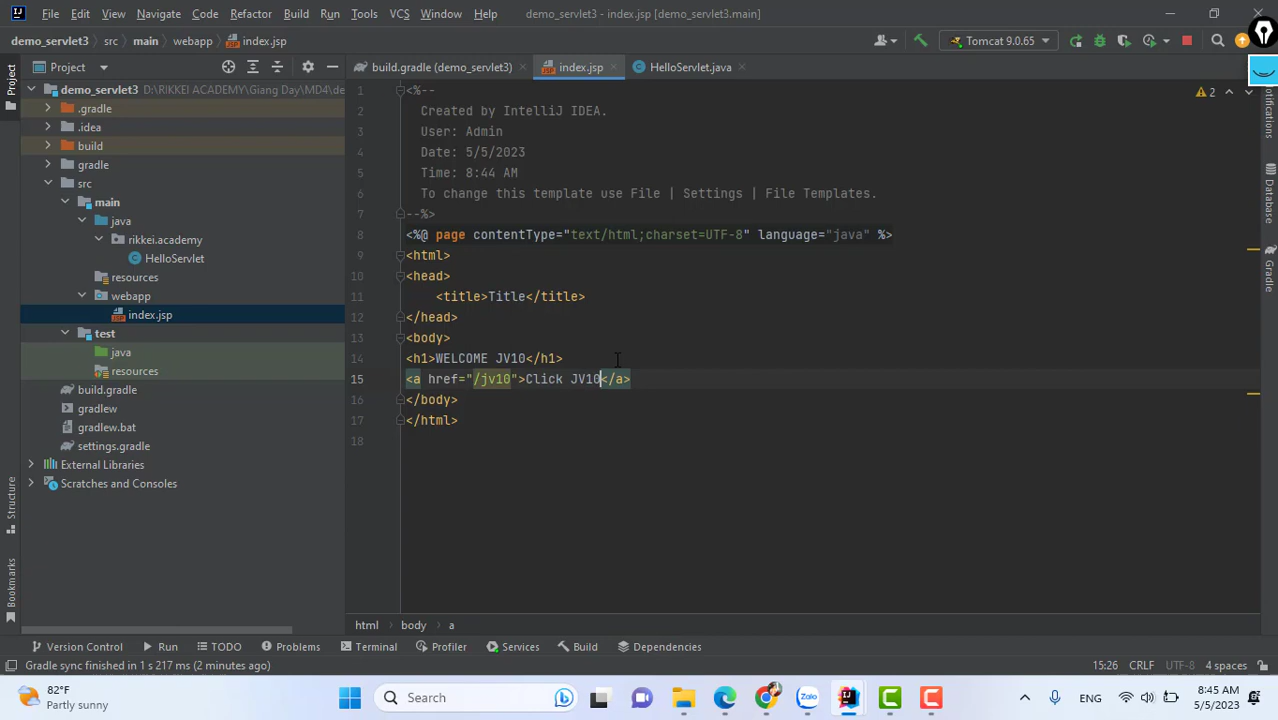 File Edit View Navigate Code Refactor Build Run Tools VCS Window Help demo_servlet3 - index.jsp [demo_servlet3.main]
demo_servlet3 src main webapp index.jsp
Tomcat 9.0.65
Project
build.gradle (demo_servlet3) index.jsp HelloServlet.java
demo_servlet3 D:\RIKKEI ACADEMY\Giang Day\MD4\den
.gradle
.idea
build
gradle
src
main
java
rikkei.academy
HelloServlet
resources
webapp
index.jsp
test
java
resources
build.gradle
gradlew
gradlew.bat
settings.gradle
External Libraries
Scratches and Consoles
1 <%--
2 Created by IntelliJ IDEA.
3 User: Admin
4 Date: 5/5/2023
5 Time: 8:44 AM
6 To change this template use File | Settings | File Templates.
7 --%>
8 <%@ page contentType="text/html;charset=UTF-8" language="java" %>
9 <html>
10 <head>
11 <title>Title</title>
12 </head>
13 <body>
14 <h1>WELCOME JV10</h1>
15 <a href="/jv10">Click JV10</a>
16 </body>
17 </html>
18
2
Project
Structure
Bookmarks
Notifications
Database
Gradle
html body a
Version Control Run TODO Problems Terminal Profiler Services Build Dependencies
Gradle sync finished in 1 s 217 ms (2 minutes ago)
15:26 CRLF UTF-8 4 spaces
82°F
Partly sunny
Search
Zalo
ENG
8:45 AM
5/5/2023